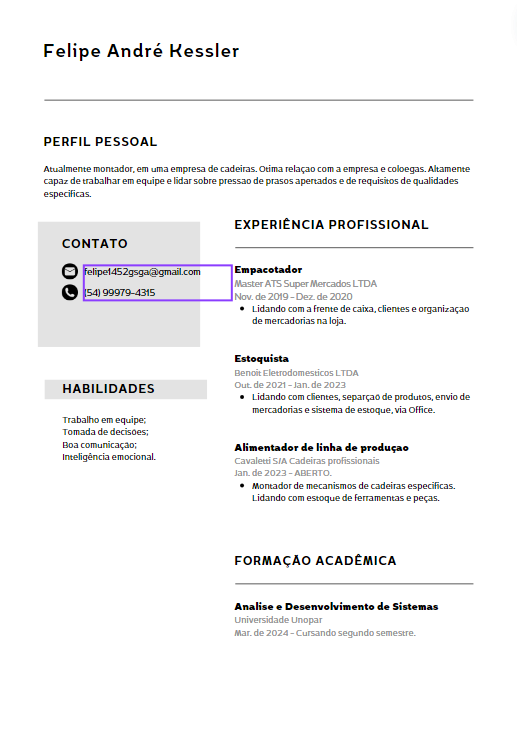 Felipe André Kessler
PERFIL PESSOAL
Atualmente montador, em uma empresa de cadeiras. Otima relaçao com a empresa e coloegas. Altamente
capaz de trabalhar em equipe e lidar sobre pressao de prasos apertados e de requisitos de qualidades
especificas.
CONTATO
felipe1452gsga@gmail.com
(54) 99979-4315
HABILIDADES
Trabalho em equipe;
Tomada de decisões;
Boa comunicação;
Inteligência emocional.
EXPERIÊNCIA PROFISSIONAL
Empacotador
Master ATS Super Mercados LTDA
Nov. de 2019 - Dez. de 2020
• Lidando com a frente de caixa, clientes e organizaçao
de mercadorias na loja.
Estoquista
Benoit Eletrodomesticos LTDA
Out. de 2021 - Jan. de 2023
• Lidando com clientes, separção de produtos, envio de
mercadorias e sistema de estoque, via Office.
Alimentador de linha de produçao
Cavaletti S/A Cadeiras profissionais
Jan. de 2023 - ABERTO.
• Montador de mecanismos de cadeiras especificas.
Lidando com estoque de ferramentas e peças.
FORMAÇÃO ACADÊMICA
Analise e Desenvolvimento de Sistemas
Universidade Unopar
Mar. de 2024 - Cursando segundo semestre.